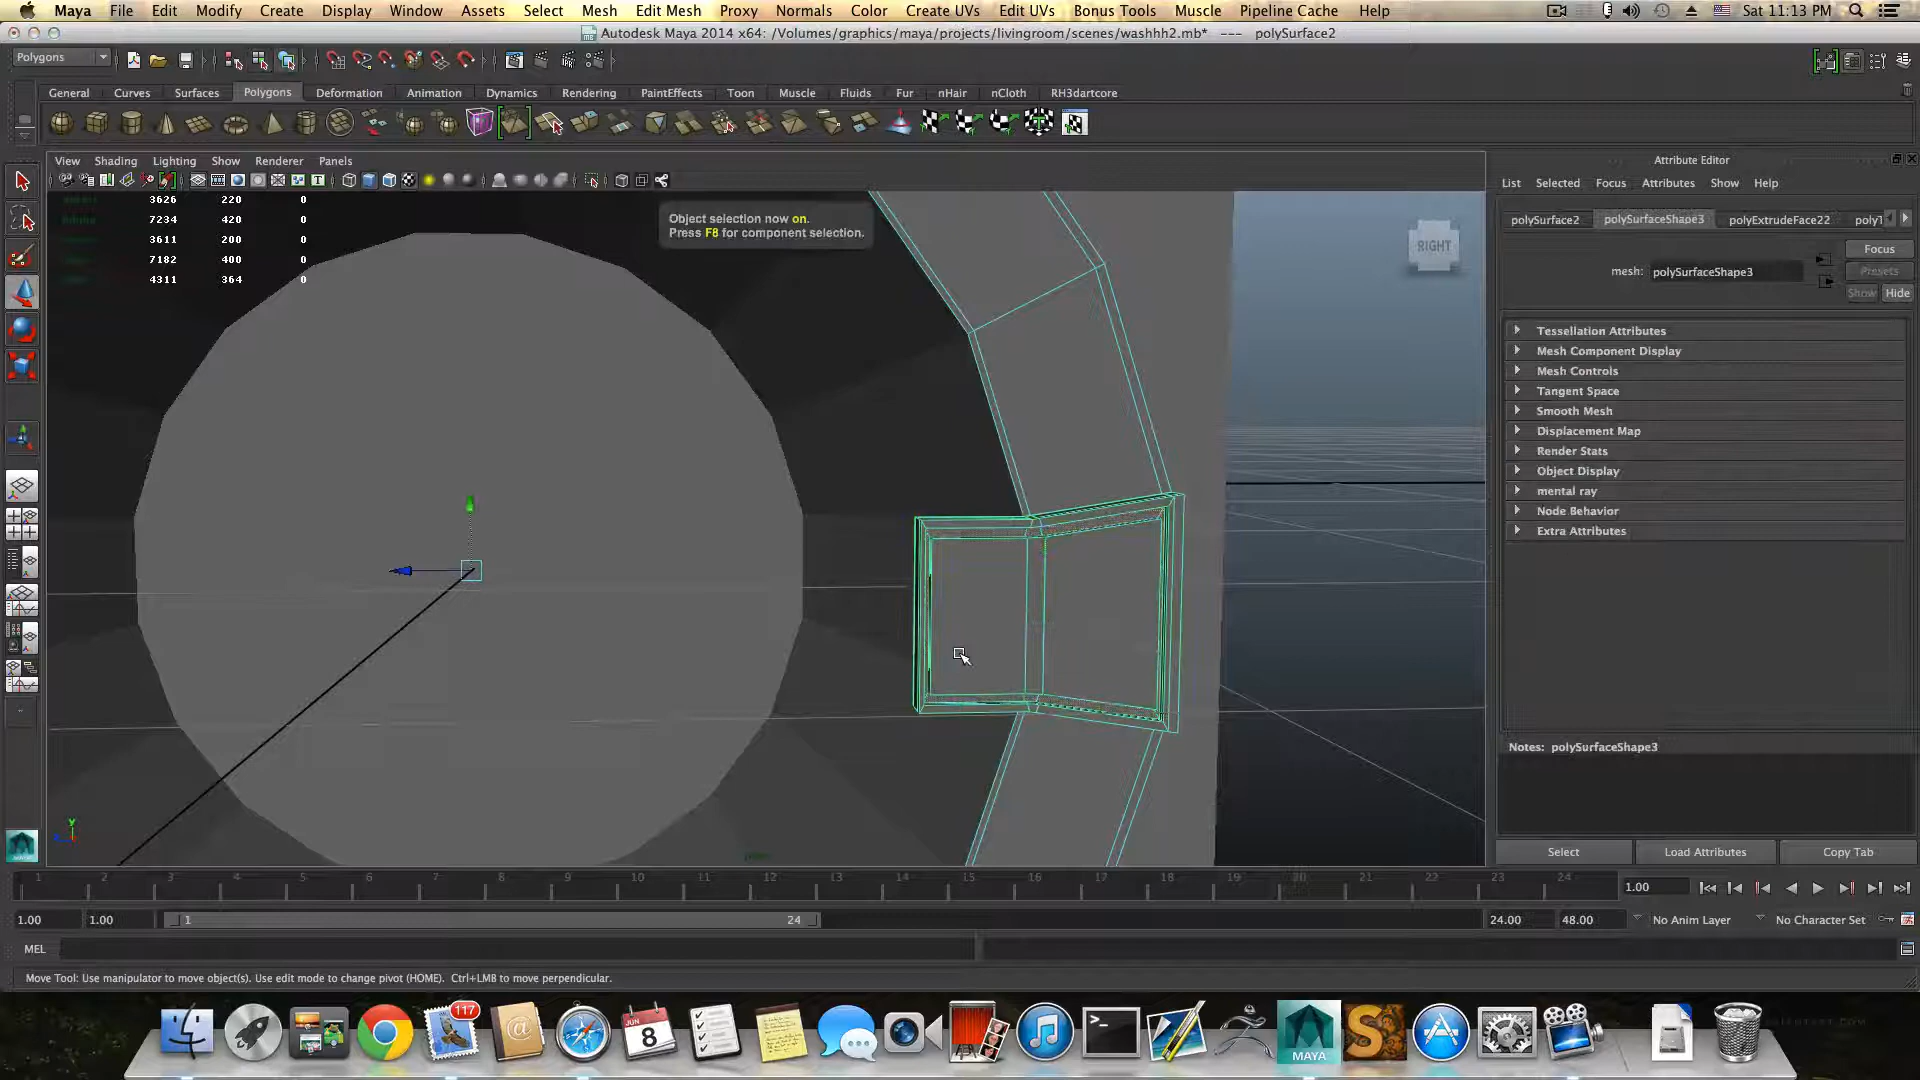 Maya File Edit Modify Create Display Window Assets Select Mesh Edit Mesh Proxy Normals Color Create UVs Edit UVs Bonus Tools Muscle Pipeline Cache Help Sat 11:13 PM
Autodesk Maya 2014 x64: /Volumes/graphics/maya/projects/livingroom/scenes/washhh2.mb* --- polySurface2
Polygons
General Curves Surfaces Polygons Deformation Animation Dynamics Rendering PaintEffects Toon Muscle Fluids Fur nHair nCloth RH3dartcore
View Shading Lighting Show Renderer Panels
Attribute Editor
List Selected Focus Attributes Show Help
3626 220 0
7234 420 0
3611 200 0
7182 400 0
4311 364 0
Object selection now on.
Press F8 for component selection.
RIGHT
polySurface2 polySurfaceShape3 polyExtrudeFace22 polyT
Focus
mesh: polySurfaceShape3
Presets
Show Hide
Tessellation Attributes
Mesh Component Display
Mesh Controls
Tangent Space
Smooth Mesh
Displacement Map
Render Stats
Object Display
mental ray
Node Behavior
Extra Attributes
Notes: polySurfaceShape3
Select Load Attributes Copy Tab
y
1 2 3 4 5 6 7 8 9 10 11 12 13 14 15 16 17 18 19 20 21 22 23 24 1.00
1.00 1.00 1 24 24.00 48.00 No Anim Layer No Character Set
MEL
Move Tool: Use manipulator to move object(s). Use edit mode to change pivot (HOME). Ctrl+LMB to move perpendicular.
117
JUN
8
MAYA